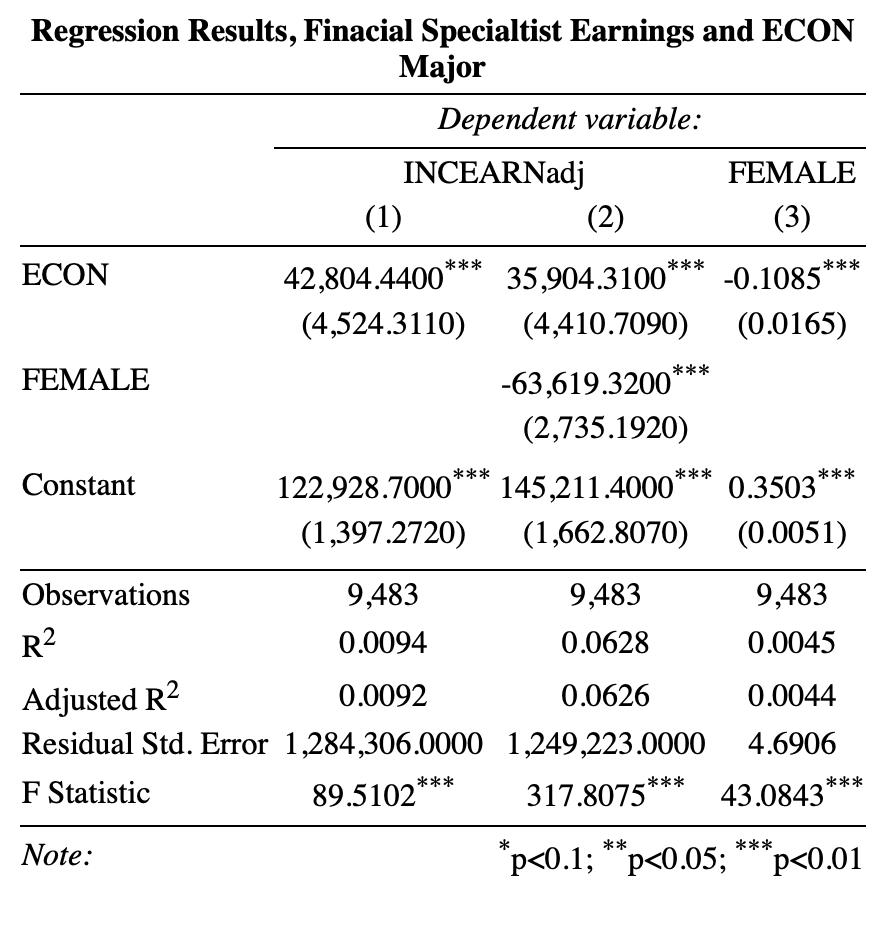 Regression Results, Finacial Specialtist Earnings and ECON
Major
Dependent variable:
INCEARNadj FEMALE
(1) (2) (3)
ECON 42,804.4400*** 35,904.3100*** -0.1085***
(4,524.3110) (4,410.7090) (0.0165)
FEMALE -63,619.3200***
(2,735.1920)
Constant 122,928.7000*** 145,211.4000*** 0.3503***
(1,397.2720) (1,662.8070) (0.0051)
Observations 9,483 9,483 9,483
R2 0.0094 0.0628 0.0045
Adjusted R2 0.0092 0.0626 0.0044
Residual Std. Error 1,284,306.0000 1,249,223.0000 4.6906
F Statistic 89.5102*** 317.8075*** 43.0843***
Note: *p<0.1; **p<0.05; ***p<0.01